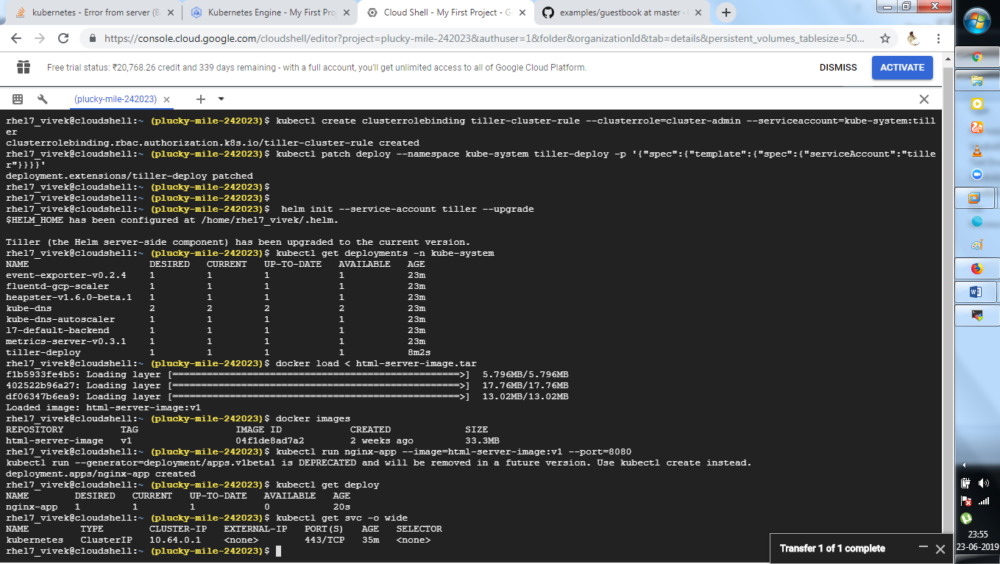 kubernetes - Error from server (B
Kubernetes Engine - My First Pro
Cloud Shell - My First Project - G
examples/guestbook at master ·
https://console.cloud.google.com/cloudshell/editor?project=plucky-mile-242023&authuser=1&folder&organizationId&tab=details&persistent_volumes_tablesize=50...
Free trial status: ₹20,768.26 credit and 339 days remaining - with a full account, you'll get unlimited access to all of Google Cloud Platform.
DISMISS
ACTIVATE
(plucky-mile-242023)
rhel7_vivek@cloudshell:~ (plucky-mile-242023)$ kubectl create clusterrolebinding tiller-cluster-rule --clusterrole=cluster-admin --serviceaccount=kube-system:till
er
clusterrolebinding.rbac.authorization.k8s.io/tiller-cluster-rule created
rhel7_vivek@cloudshell:~ (plucky-mile-242023)$ kubectl patch deploy --namespace kube-system tiller-deploy -p '{"spec":{"template":{"spec":{"serviceAccount":"tille
r"}}}}'
deployment.extensions/tiller-deploy patched
rhel7_vivek@cloudshell:~ (plucky-mile-242023)$
rhel7_vivek@cloudshell:~ (plucky-mile-242023)$
rhel7_vivek@cloudshell:~ (plucky-mile-242023)$  helm init --service-account tiller --upgrade
$HELM_HOME has been configured at /home/rhel7_vivek/.helm.
Tiller (the Helm server-side component) has been upgraded to the current version.
rhel7_vivek@cloudshell:~ (plucky-mile-242023)$ kubectl get deployments -n kube-system
NAME DESIRED CURRENT UP-TO-DATE AVAILABLE AGE
event-exporter-v0.2.4 1 1 1 1 23m
fluentd-gcp-scaler 1 1 1 1 23m
heapster-v1.6.0-beta.1 1 1 1 1 23m
kube-dns 2 2 2 2 23m
kube-dns-autoscaler 1 1 1 1 23m
l7-default-backend 1 1 1 1 23m
metrics-server-v0.3.1 1 1 1 1 23m
tiller-deploy 1 1 1 1 8m2s
rhel7_vivek@cloudshell:~ (plucky-mile-242023)$ docker load < html-server-image.tar
f1b5933fe4b5: Loading layer [==================================================>]  5.796MB/5.796MB
402522b96a27: Loading layer [==================================================>]  17.76MB/17.76MB
df06347b6ea9: Loading layer [==================================================>]  13.02MB/13.02MB
Loaded image: html-server-image:v1
rhel7_vivek@cloudshell:~ (plucky-mile-242023)$ docker images
REPOSITORY TAG IMAGE ID CREATED SIZE
html-server-image v1 04f1de8ad7a2 2 weeks ago 33.3MB
rhel7_vivek@cloudshell:~ (plucky-mile-242023)$ kubectl run nginx-app --image=html-server-image:v1 --port=8080
kubectl run --generator=deployment/apps.v1beta1 is DEPRECATED and will be removed in a future version. Use kubectl create instead.
deployment.apps/nginx-app created
rhel7_vivek@cloudshell:~ (plucky-mile-242023)$ kubectl get deploy
NAME DESIRED CURRENT UP-TO-DATE AVAILABLE AGE
nginx-app 1 1 1 0 20s
rhel7_vivek@cloudshell:~ (plucky-mile-242023)$ kubectl get svc -o wide
NAME TYPE CLUSTER-IP EXTERNAL-IP PORT(S) AGE SELECTOR
kubernetes ClusterIP 10.64.0.1 <none> 443/TCP 35m <none>
rhel7_vivek@cloudshell:~ (plucky-mile-242023)$
Transfer 1 of 1 complete
23:55
23-06-2019